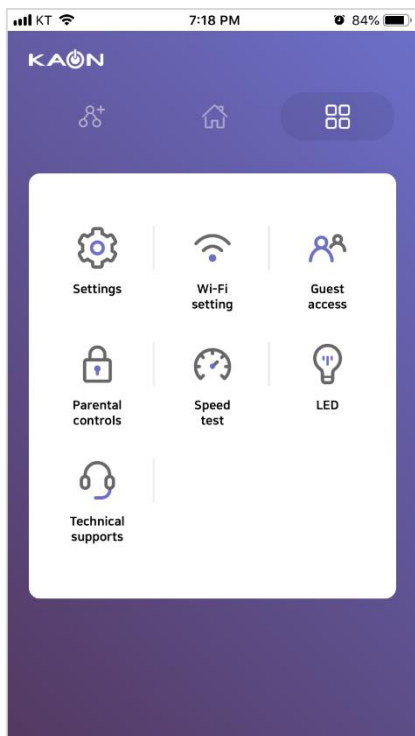 KT 7:18 PM 84%
KAON
Settings
Wi-Fi
setting
Guest
access
Parental
controls
Speed
test
LED
Technical
supports